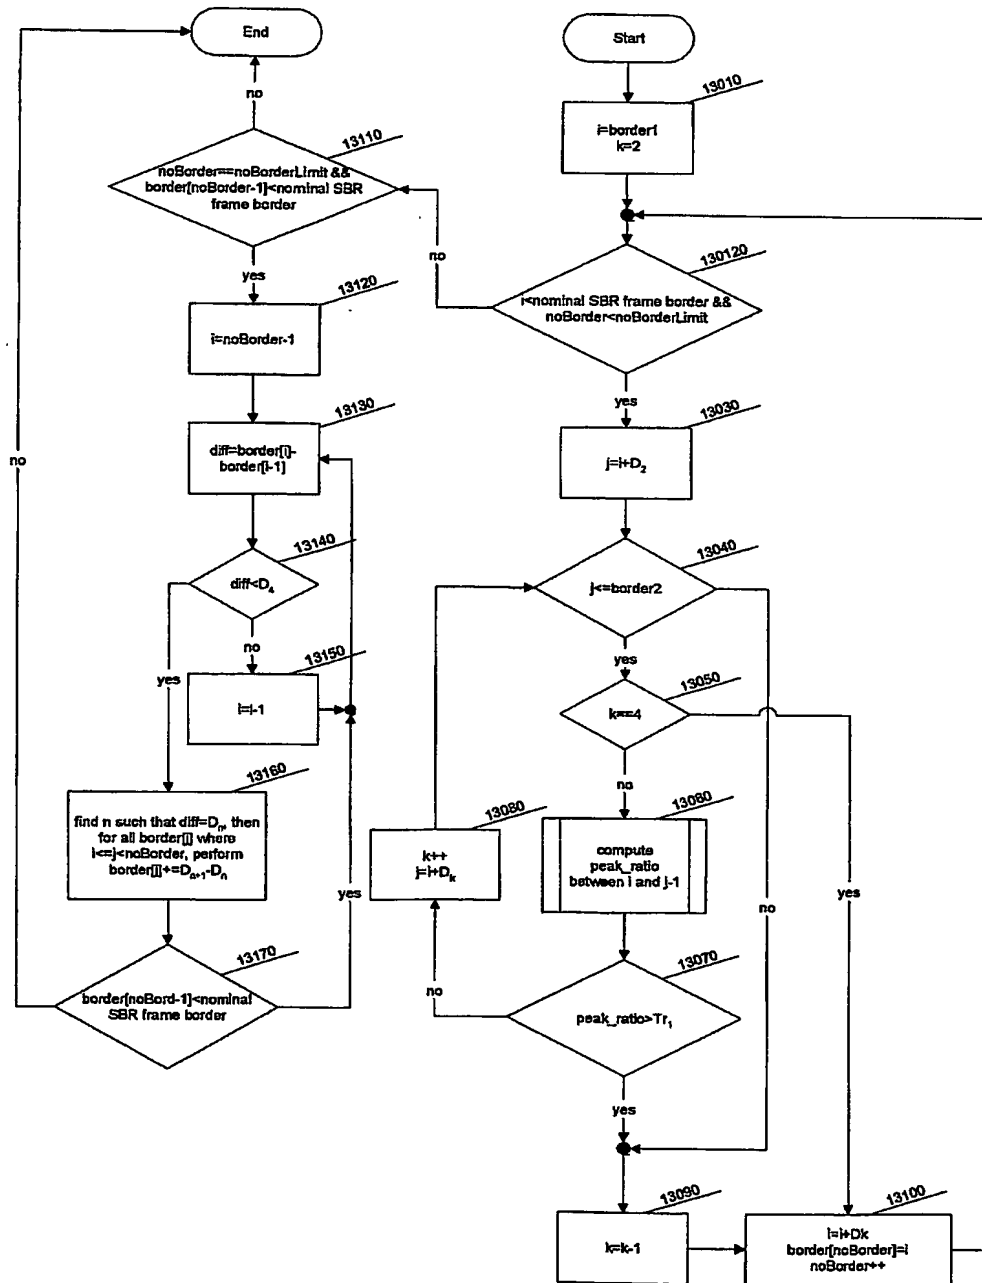 End
Start
no
13010
i=border1
k=2
13110
noBorder==noBorderLimit &&
border[noBorder-1]<nominal SBR
frame border
no
130120
i<nominal SBR frame border &&
noBorder<noBorderLimit
yes
13120
i=noBorder-1
yes
13030
j=i+D2
13130
diff=border[i]-
border[i-1]
no
13140
diff<D4
13040
j<=border2
no
13150
i=i-1
yes
yes
13050
k==4
no
13160
find n such that diff=Dn, then
for all border[j] where
i<=j<noBorder, perform
border[j]+=Dn+1-Dn
13080
k++
j=i+Dk
13060
compute
peak_ratio
between i and j-1
yes
yes
no
13170
border[noBord-1]<nominal
SBR frame border
no
13070
peak_ratio>Tr1
yes
13090
k=k-1
13100
i=i+Dk
border[noBorder]=i
noBorder++